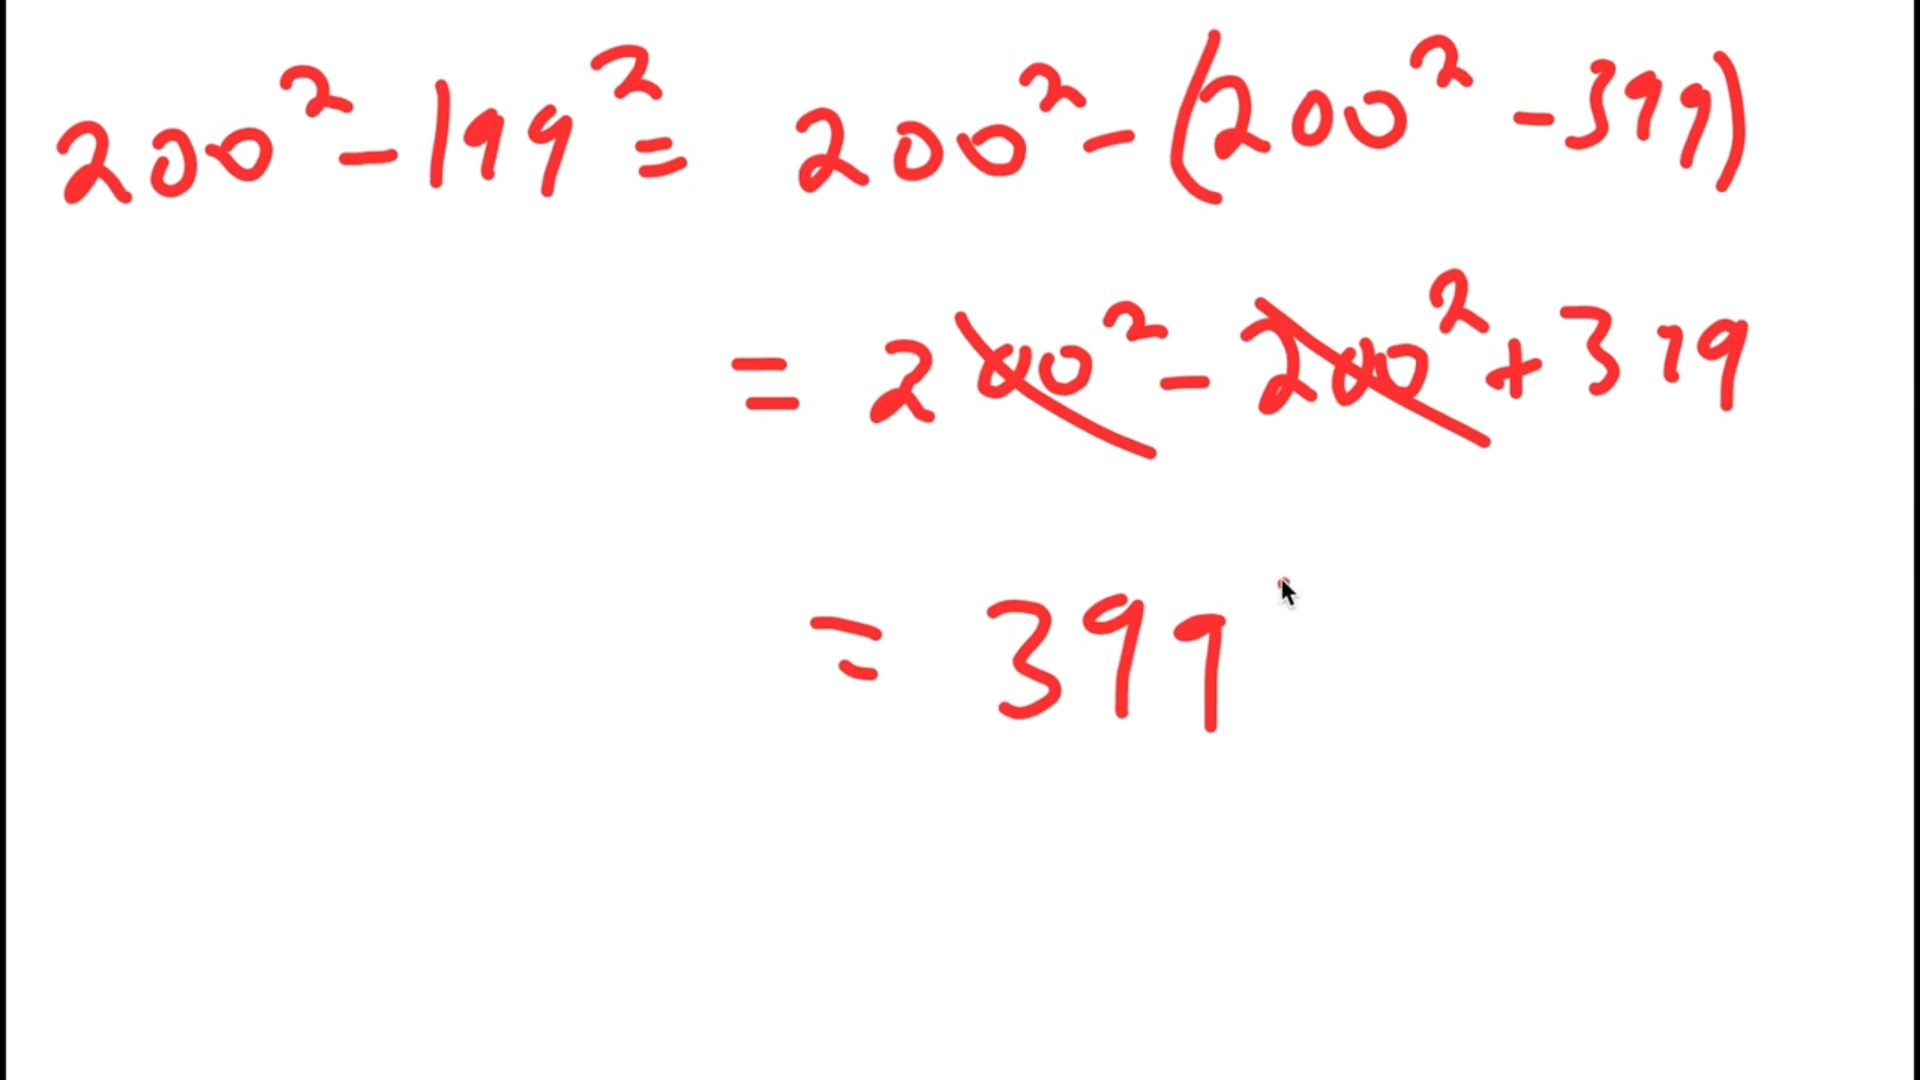 200² - 199² = 200² - (200² - 399)
= 200² - 200² + 399
= 399